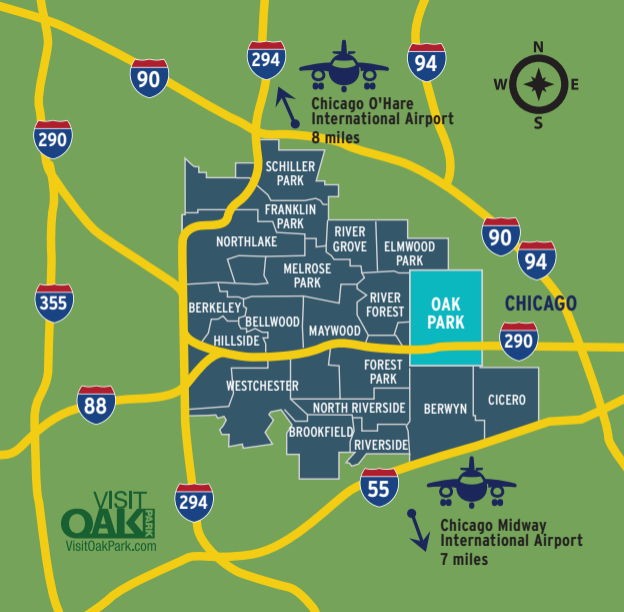 294
90
94
N
W
E
S
Chicago O'Hare
International Airport
8 miles
290
SCHILLER
PARK
FRANKLIN
PARK
NORTHLAKE
RIVER
GROVE
ELMWOOD
PARK
90
94
MELROSE
PARK
355
BERKELEY
BELLWOOD
HILLSIDE
MAYWOOD
RIVER
FOREST
OAK
PARK
CHICAGO
290
88
WESTCHESTER
FOREST
PARK
NORTH RIVERSIDE
BERWYN
CICERO
BROOKFIELD
RIVERSIDE
294
55
VISIT
OAK
PARK
VisitOakPark.com
Chicago Midway
International Airport
7 miles